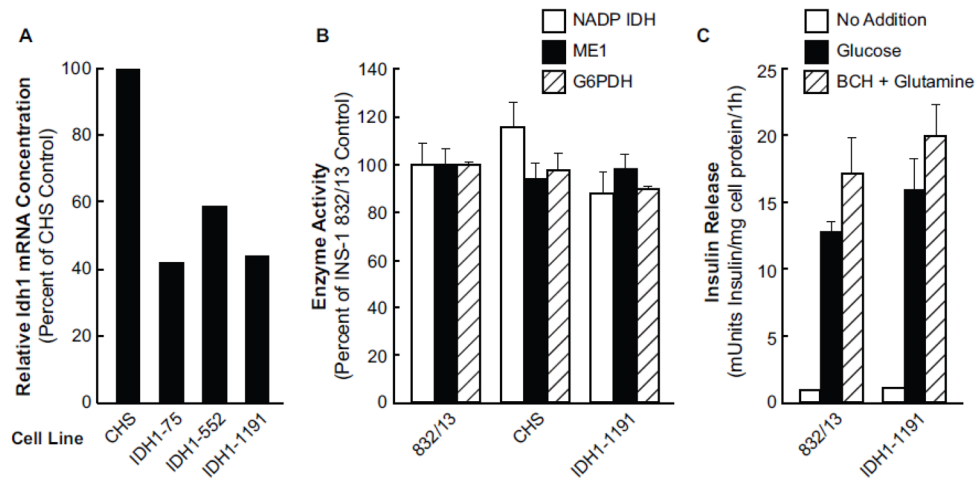 A
Relative Idh1 mRNA Concentration
(Percent of CHS Control)
100
80
60
40
20
0
Cell Line
CHS
IDH1-75
IDH1-552
IDH1-1191
B
NADP IDH
ME1
G6PDH
Enzyme Activity
(Percent of INS-1 832/13 Control)
140
120
100
80
60
40
20
0
832/13
CHS
IDH1-1191
C
No Addition
Glucose
BCH + Glutamine
Insulin Release
(mUnits Insulin/mg cell protein/1h)
25
20
15
10
5
0
832/13
IDH1-1191